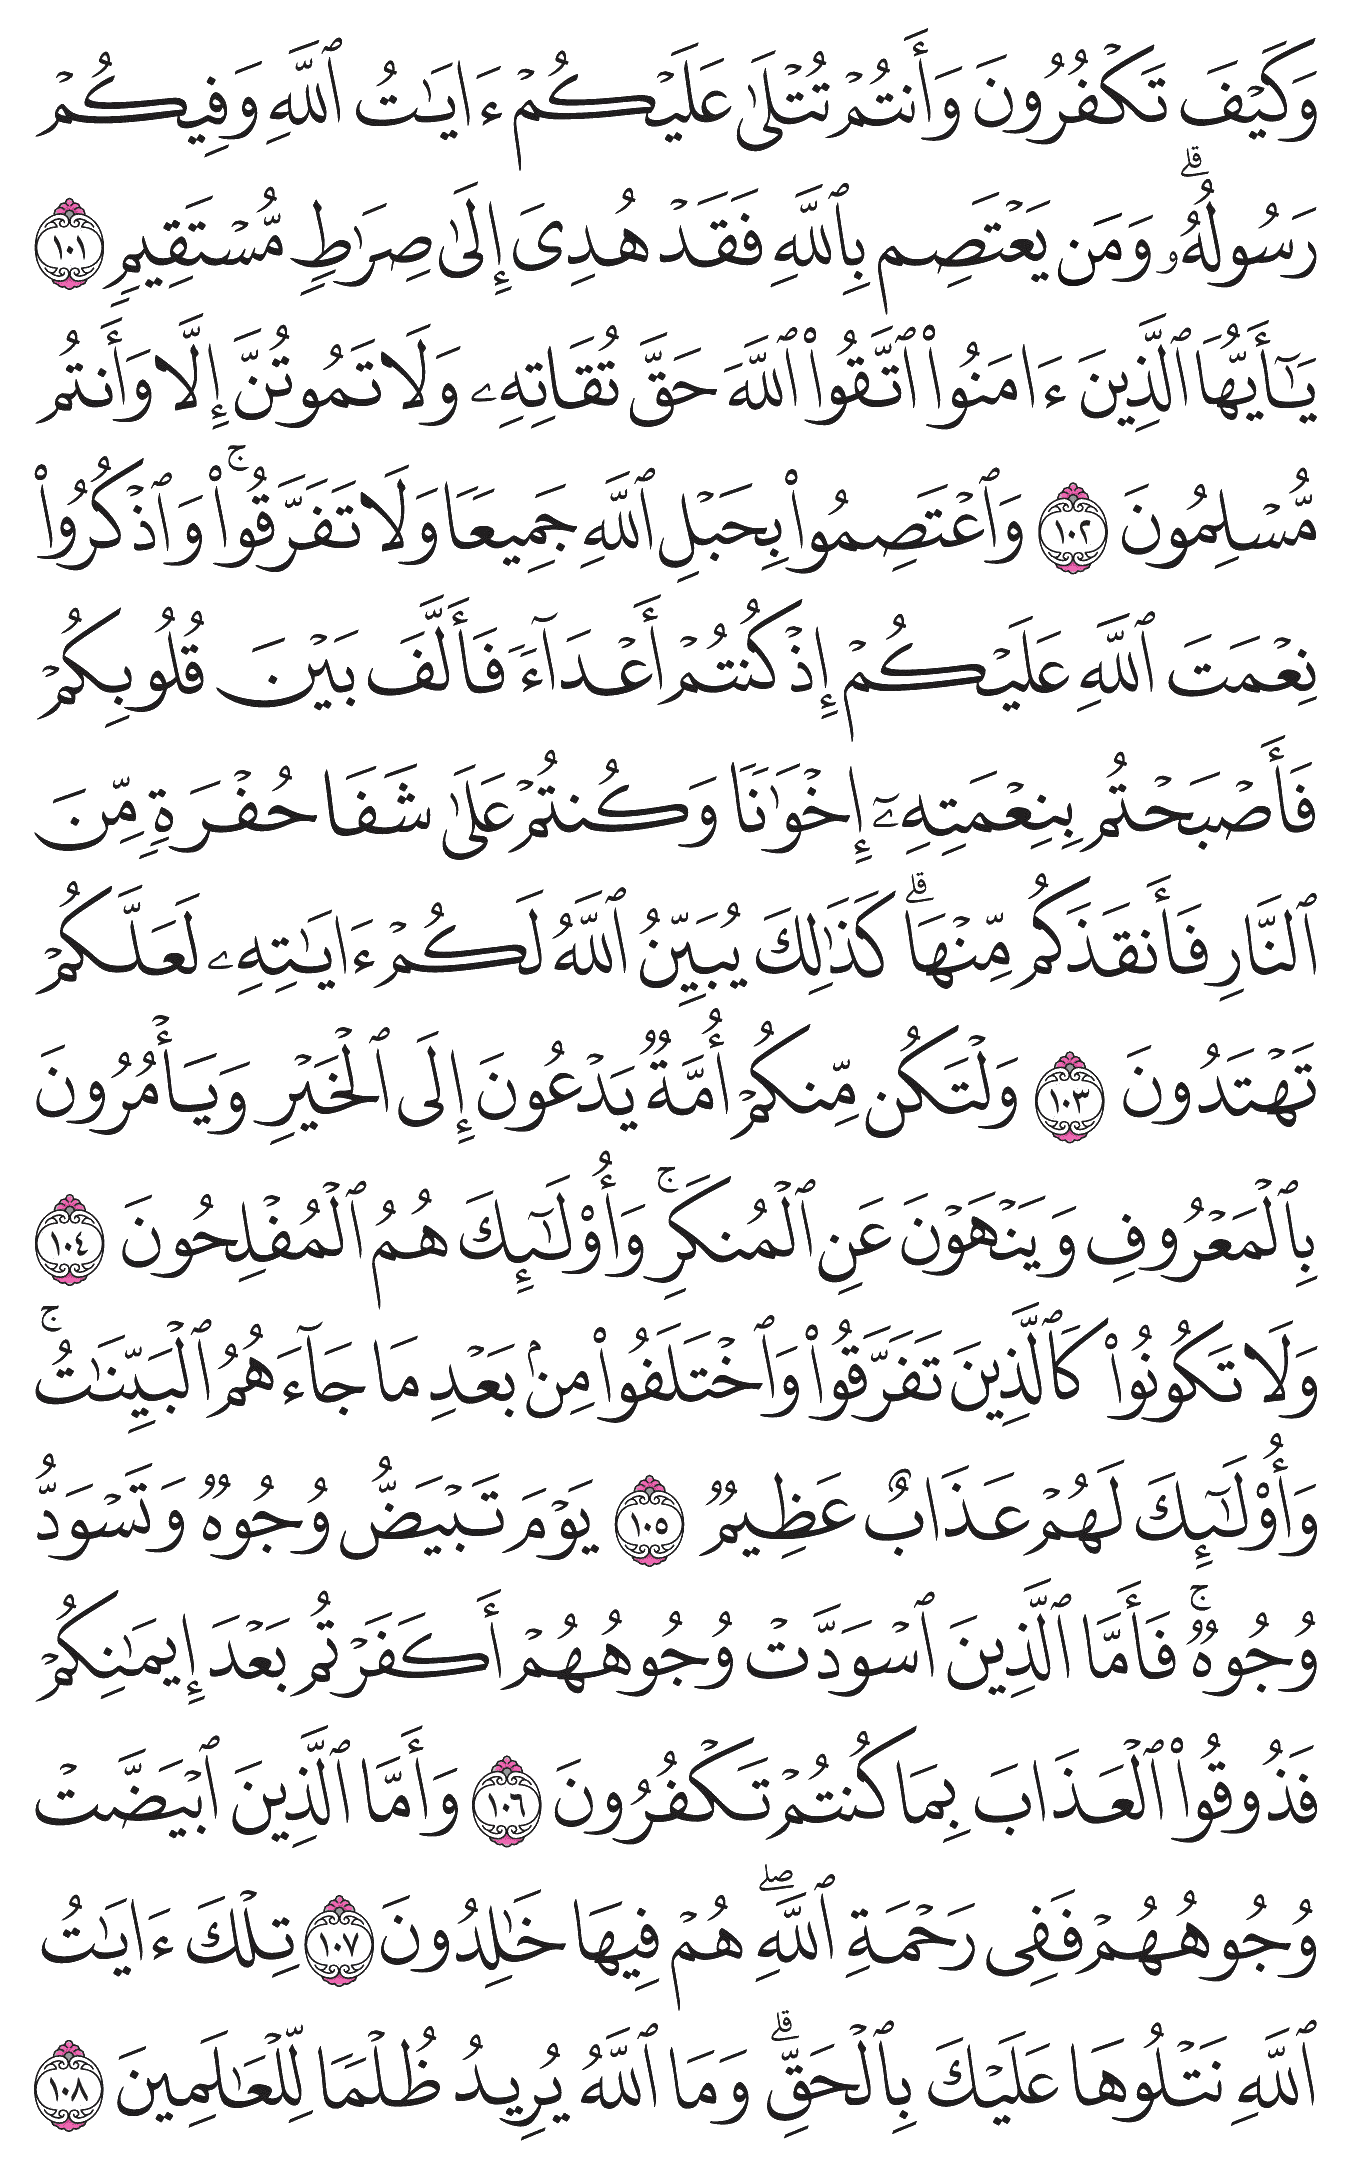 وَكَيۡفَ تَكۡفُرُونَ وَأَنتُمۡ تُتۡلَىٰ عَلَيۡكُمۡ ءَايَٰتُ ٱللَّهِ وَفِيكُمۡ
رَسُولُهُۥۗ وَمَن يَعۡتَصِم بِٱللَّهِ فَقَدۡ هُدِيَ إِلَىٰ صِرَٰطٖ مُّسۡتَقِيمٖ ١٠١
يَٰٓأَيُّهَا ٱلَّذِينَ ءَامَنُواْ ٱتَّقُواْ ٱللَّهَ حَقَّ تُقَاتِهِۦ وَلَا تَمُوتُنَّ إِلَّا وَأَنتُم
مُّسۡلِمُونَ ١٠٢ وَٱعۡتَصِمُواْ بِحَبۡلِ ٱللَّهِ جَمِيعٗا وَلَا تَفَرَّقُواْۚ وَٱذۡكُرُواْ
نِعۡمَتَ ٱللَّهِ عَلَيۡكُمۡ إِذۡ كُنتُمۡ أَعۡدَآءٗ فَأَلَّفَ بَيۡنَ قُلُوبِكُمۡ
فَأَصۡبَحۡتُم بِنِعۡمَتِهِۦٓ إِخۡوَٰنٗا وَكُنتُمۡ عَلَىٰ شَفَا حُفۡرَةٖ مِّنَ
ٱلنَّارِ فَأَنقَذَكُم مِّنۡهَاۗ كَذَٰلِكَ يُبَيِّنُ ٱللَّهُ لَكُمۡ ءَايَٰتِهِۦ لَعَلَّكُمۡ
تَهۡتَدُونَ ١٠٣ وَلۡتَكُن مِّنكُمۡ أُمَّةٞ يَدۡعُونَ إِلَى ٱلۡخَيۡرِ وَيَأۡمُرُونَ
بِٱلۡمَعۡرُوفِ وَيَنۡهَوۡنَ عَنِ ٱلۡمُنكَرِۚ وَأُوْلَٰٓئِكَ هُمُ ٱلۡمُفۡلِحُونَ ١٠٤
وَلَا تَكُونُواْ كَٱلَّذِينَ تَفَرَّقُواْ وَٱخۡتَلَفُواْ مِنۢ بَعۡدِ مَا جَآءَهُمُ ٱلۡبَيِّنَٰتُۚ
وَأُوْلَٰٓئِكَ لَهُمۡ عَذَابٌ عَظِيمٞ ١٠٥ يَوۡمَ تَبۡيَضُّ وُجُوهٞ وَتَسۡوَدُّ
وُجُوهٞۚ فَأَمَّا ٱلَّذِينَ ٱسۡوَدَّتۡ وُجُوهُهُمۡ أَكَفَرۡتُم بَعۡدَ إِيمَٰنِكُمۡ
فَذُوقُواْ ٱلۡعَذَابَ بِمَا كُنتُمۡ تَكۡفُرُونَ ١٠٦ وَأَمَّا ٱلَّذِينَ ٱبۡيَضَّتۡ
وُجُوهُهُمۡ فَفِي رَحۡمَةِ ٱللَّهِۖ هُمۡ فِيهَا خَٰلِدُونَ ١٠٧ تِلۡكَ ءَايَٰتُ
ٱللَّهِ نَتۡلُوهَا عَلَيۡكَ بِٱلۡحَقِّۗ وَمَا ٱللَّهُ يُرِيدُ ظُلۡمٗا لِّلۡعَٰلَمِينَ ١٠٨